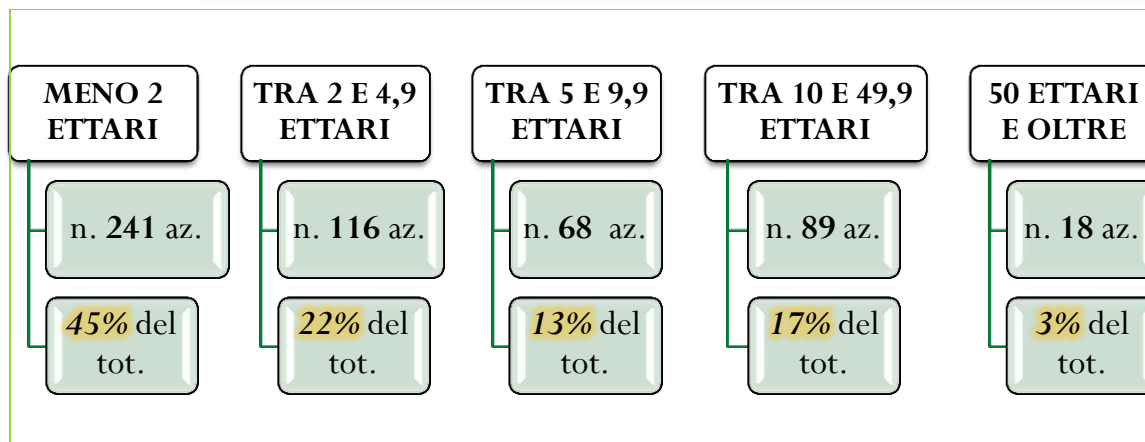 MENO 2
ETTARI
n. 241 az.
45% del
tot.
TRA 2 E 4,9
ETTARI
n. 116 az.
22% del
tot.
TRA 5 E 9,9
ETTARI
n. 68 az.
13% del
tot.
TRA 10 E 49,9
ETTARI
n. 89 az.
17% del
tot.
50 ETTARI
E OLTRE
n. 18 az.
3% del
tot.